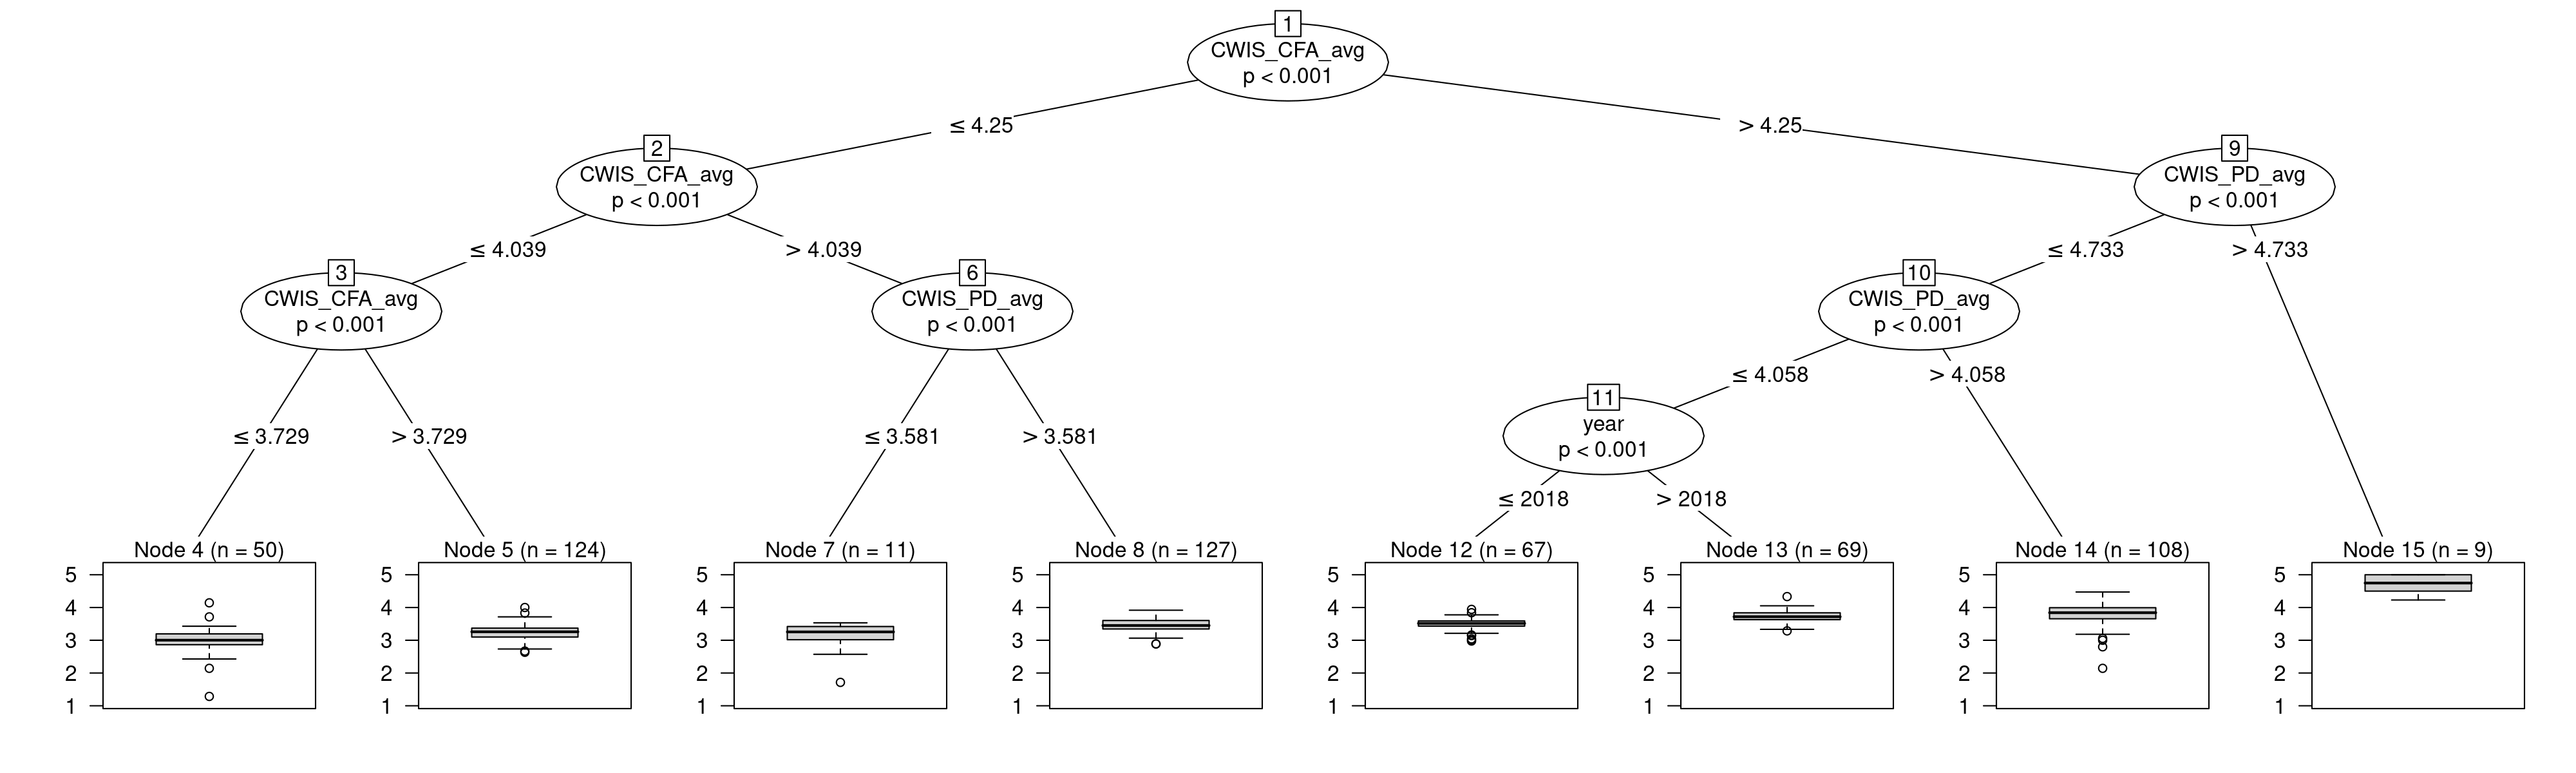 1
CWIS_CFA_avg
p < 0.001
≤ 4.25
> 4.25
2
CWIS_CFA_avg
p < 0.001
9
CWIS_PD_avg
p < 0.001
≤ 4.039
> 4.039
≤ 4.733
> 4.733
3
CWIS_CFA_avg
p < 0.001
6
CWIS_PD_avg
p < 0.001
10
CWIS_PD_avg
p < 0.001
≤ 4.058
> 4.058
11
year
p < 0.001
≤ 3.729
> 3.729
≤ 3.581
> 3.581
≤ 2018
> 2018
Node 4 (n = 50)
5
4
3
2
1
Node 5 (n = 124)
5
4
3
2
1
Node 7 (n = 11)
5
4
3
2
1
Node 8 (n = 127)
5
4
3
2
1
Node 12 (n = 67)
5
4
3
2
1
Node 13 (n = 69)
5
4
3
2
1
Node 14 (n = 108)
5
4
3
2
1
Node 15 (n = 9)
5
4
3
2
1